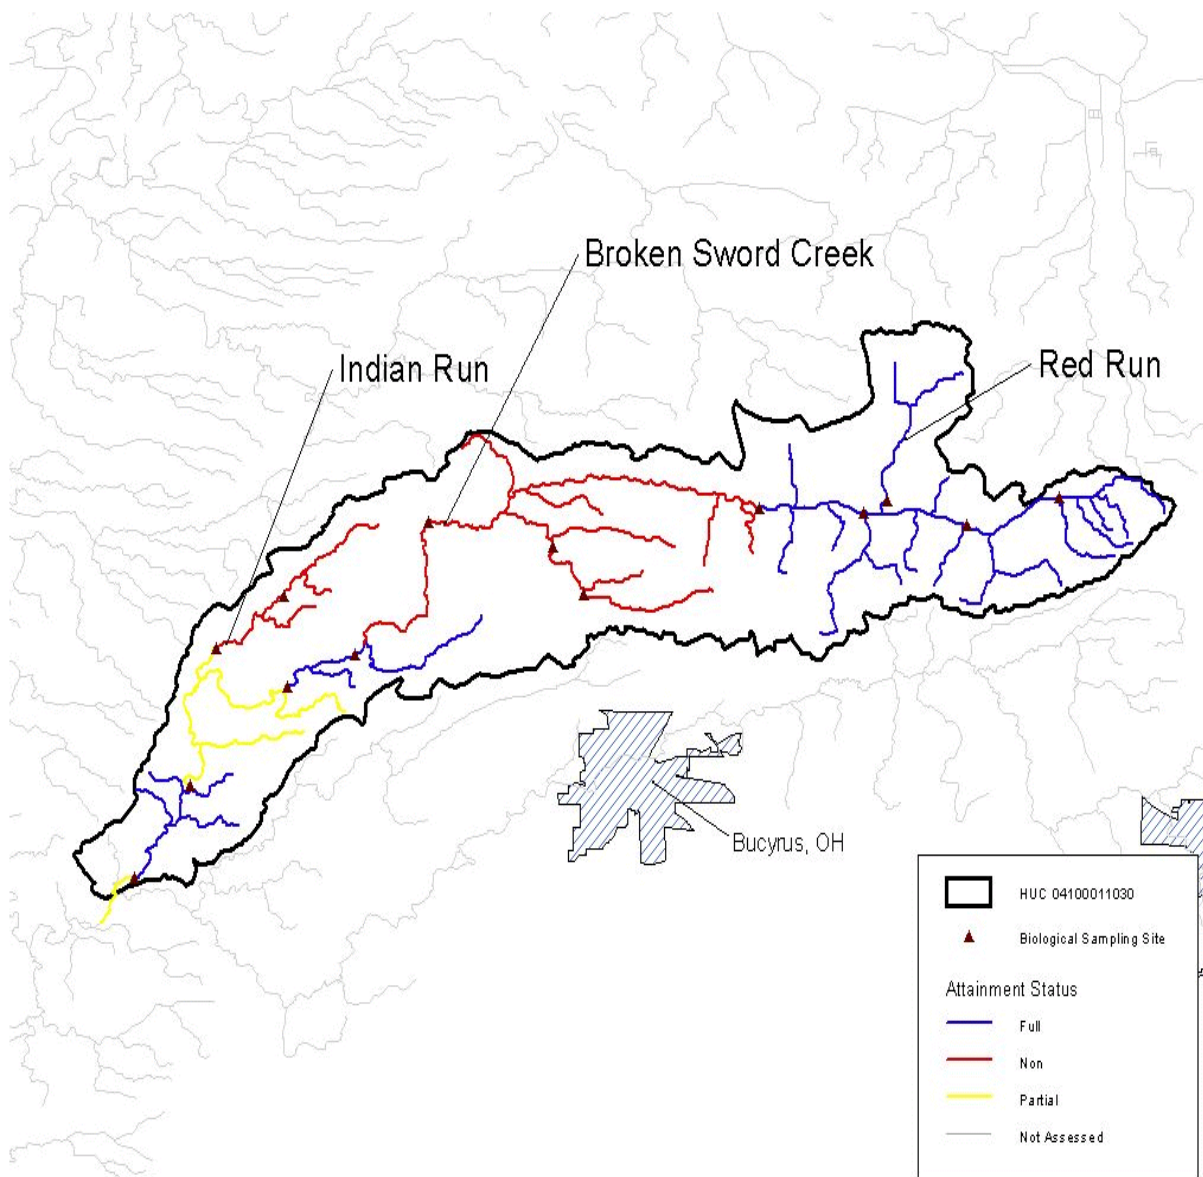 Broken Sword Creek
Indian Run
Red Run
Bucyrus, OH
HUC 04100011030
Biological Sampling Site
Attainment Status
Full
Non
Partial
Not Assessed